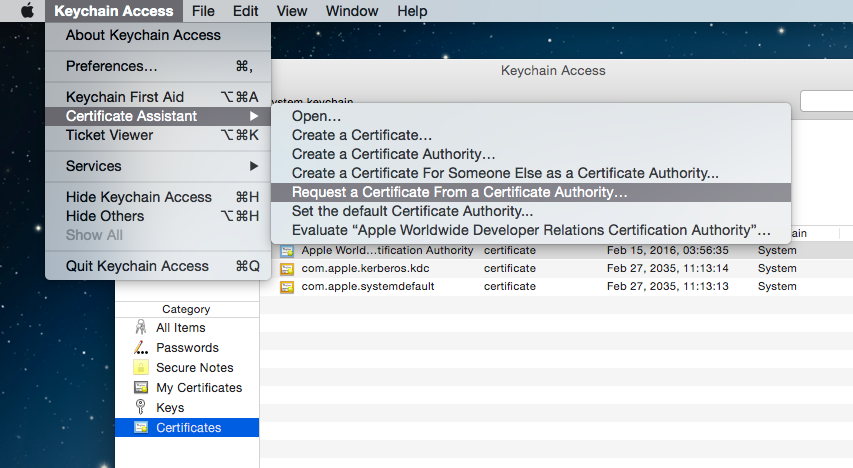 Keychain Access File Edit View Window Help
About Keychain Access
Preferences… ⌘,
Keychain First Aid ⌥⌘A
Certificate Assistant ▶
Ticket Viewer ⌥⌘K
Services ▶
Hide Keychain Access ⌘H
Hide Others ⌥⌘H
Show All
Quit Keychain Access ⌘Q
Keychain Access
keychain
Open…
Create a Certificate…
Create a Certificate Authority…
Create a Certificate For Someone Else as a Certificate Authority...
Request a Certificate From a Certificate Authority…
Set the default Certificate Authority...
Evaluate “Apple Worldwide Developer Relations Certification Authority”…
Apple World…tification Authority certificate Feb 15, 2016, 03:56:35 System
com.apple.kerberos.kdc certificate Feb 27, 2035, 11:13:14 System
com.apple.systemdefault certificate Feb 27, 2035, 11:13:13 System
Category
All Items
Passwords
Secure Notes
My Certificates
Keys
Certificates